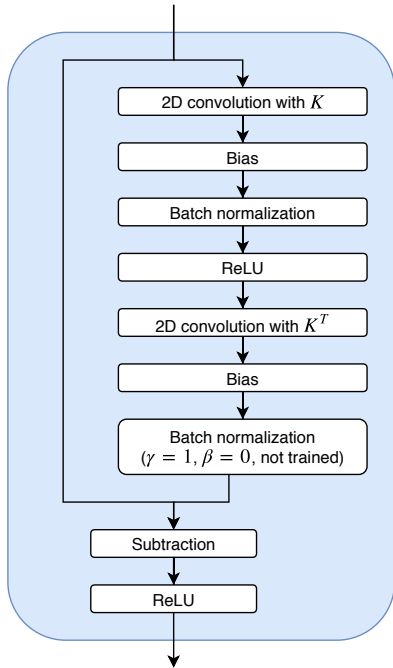 2D convolution with K
Bias
Batch normalization
ReLU
2D convolution with Kᵀ
Bias
Batch normalization
(γ = 1, β = 0, not trained)
Subtraction
ReLU